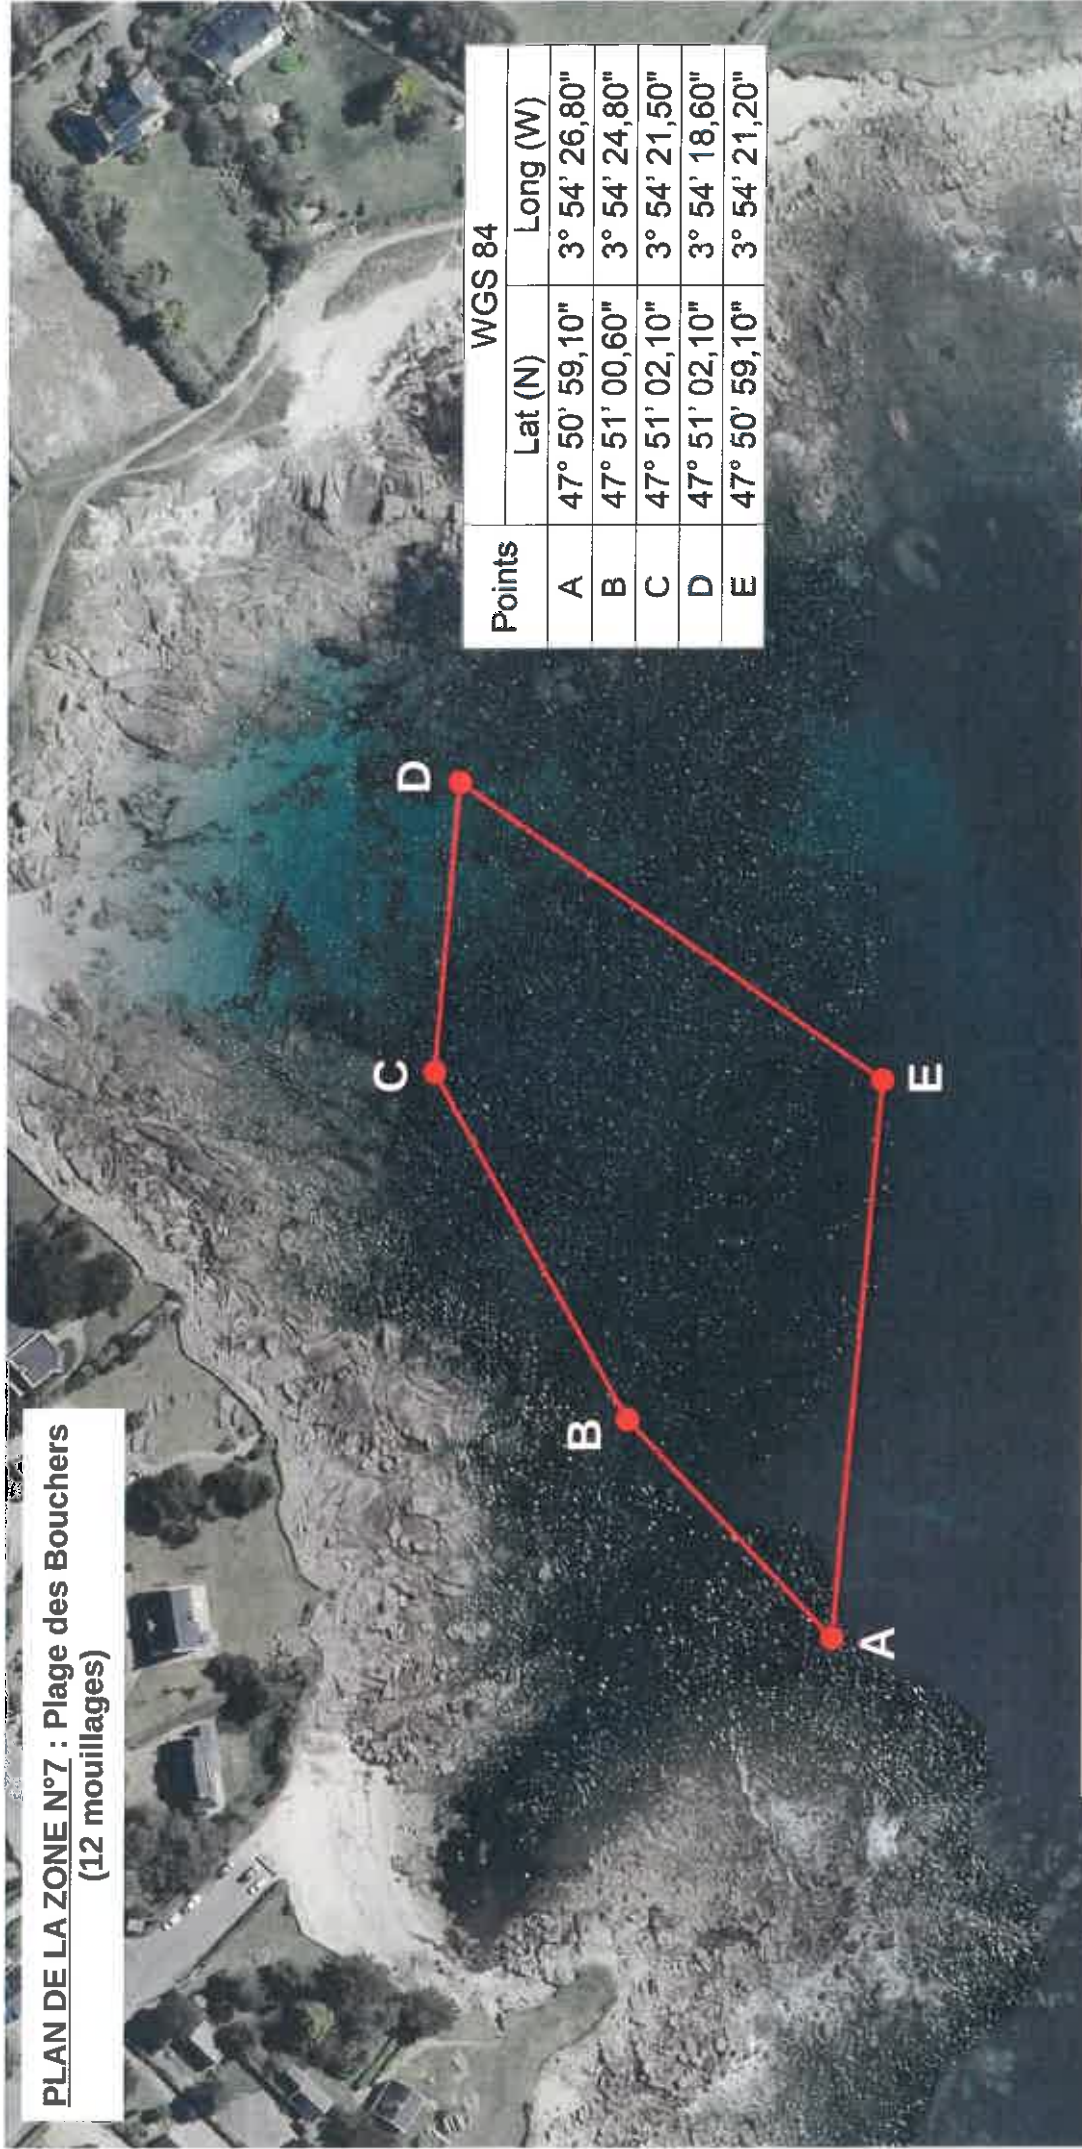 PLAN DE LA ZONE N°7 : Plage des Bouchers
(12 mouillages)
Points WGS 84
Lat (N) Long (W)
A 47° 50' 59,10" 3° 54' 26,80"
B 47° 51' 00,60" 3° 54' 24,80"
C 47° 51' 02,10" 3° 54' 21,50"
D 47° 51' 02,10" 3° 54' 18,60"
E 47° 50' 59,10" 3° 54' 21,20"
C
D
B
A
E